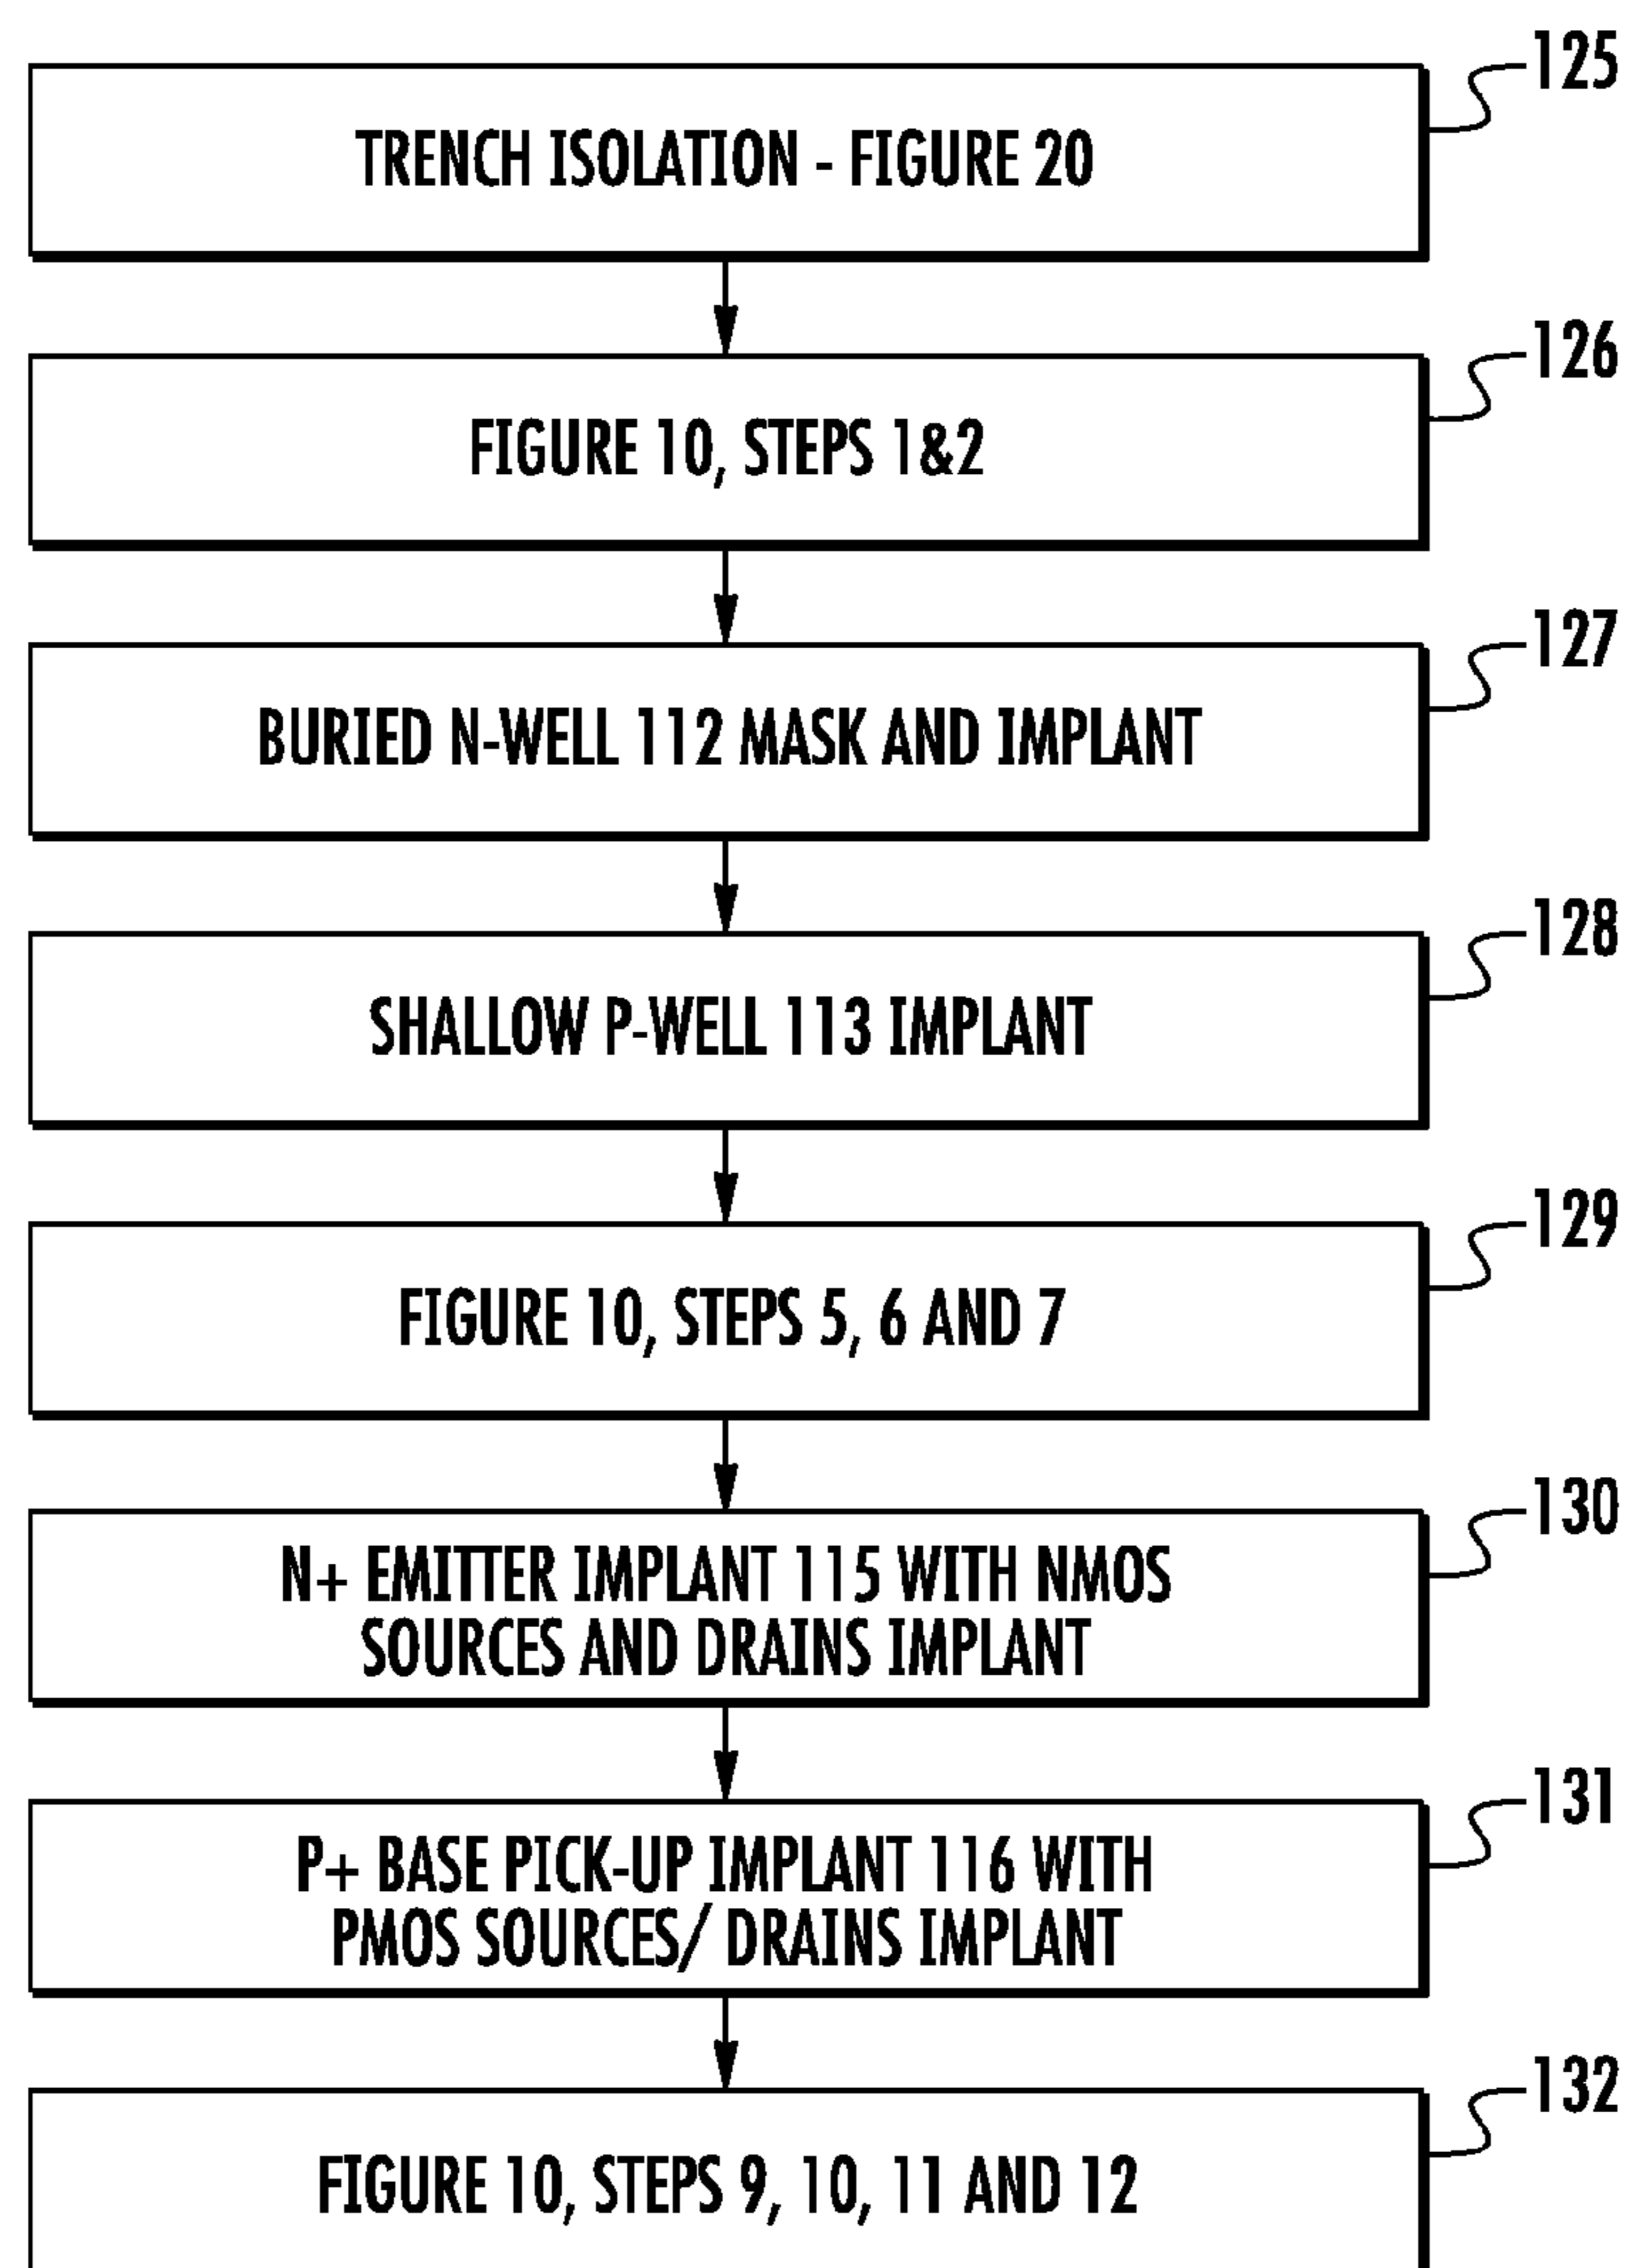 125
TRENCH ISOLATION - FIGURE 20
126
FIGURE 10, STEPS 1&2
127
BURIED N-WELL 112 MASK AND IMPLANT
128
SHALLOW P-WELL 113 IMPLANT
129
FIGURE 10, STEPS 5, 6 AND 7
130
N+ EMITTER IMPLANT 115 WITH NMOS
SOURCES AND DRAINS IMPLANT
131
P+ BASE PICK-UP IMPLANT 116 WITH
PMOS SOURCES/ DRAINS IMPLANT
132
FIGURE 10, STEPS 9, 10, 11 AND 12